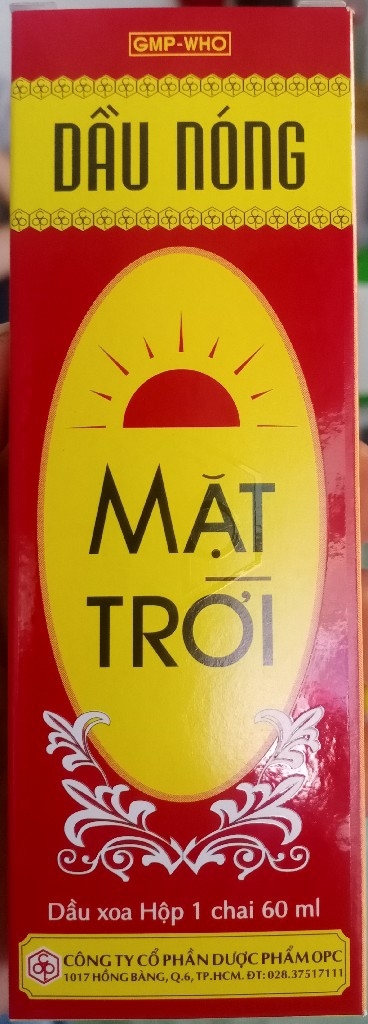 GMP-WHO
DẦU NÓNG
MẶT
TRỜI
Dầu xoa Hộp 1 chai 60 ml
CÔNG TY CỔ PHẦN DƯỢC PHẨM OPC
1017 HỒNG BÀNG, Q.6, TP.HCM. ĐT: 028.37517111